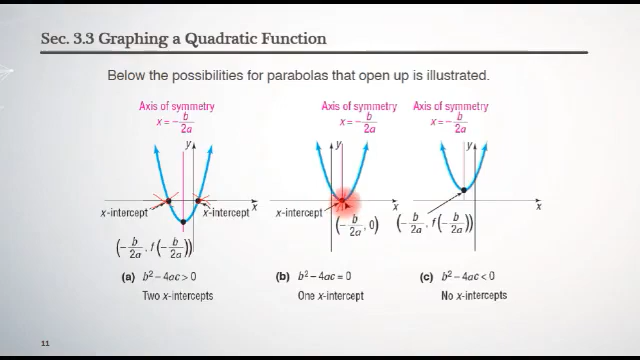 Sec. 3.3 Graphing a Quadratic Function
Below the possibilities for parabolas that open up is illustrated.
Axis of symmetry
x = −b/2a
y
x
x-intercept
x-intercept
(−b/2a, f(−b/2a))
(a) b² − 4ac > 0
Two x-intercepts
Axis of symmetry
x = −b/2a
y
x
x-intercept
(−b/2a, 0)
(b) b² − 4ac = 0
One x-intercept
Axis of symmetry
x = −b/2a
y
x
(−b/2a, f(−b/2a))
(c) b² − 4ac < 0
No x-intercepts
11